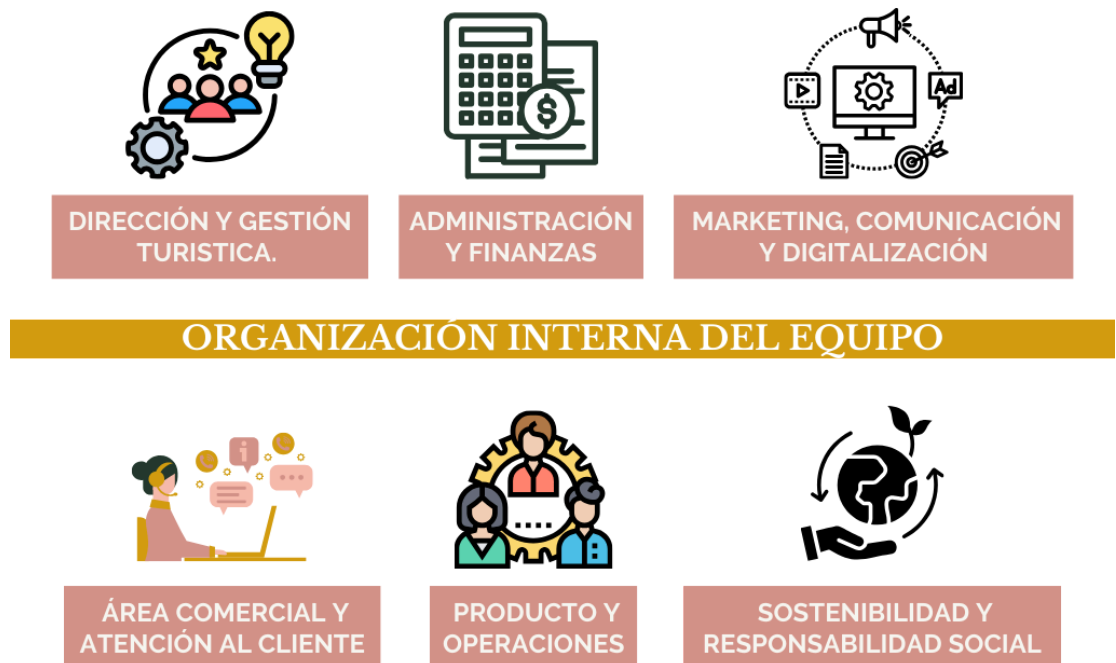 Ad
$
DIRECCIÓN Y GESTIÓN
TURISTICA.
ADMINISTRACIÓN
Y FINANZAS
MARKETING, COMUNICACIÓN
Y DIGITALIZACIÓN
ORGANIZACIÓN INTERNA DEL EQUIPO
i
ÁREA COMERCIAL Y
ATENCIÓN AL CLIENTE
PRODUCTO Y
OPERACIONES
SOSTENIBILIDAD Y
RESPONSABILIDAD SOCIAL